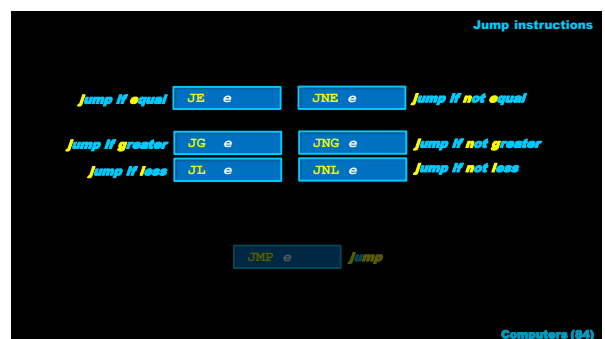 Jump instructions
jump if equal JE e JNE e jump if not equal
jump if greater JG e JNG e jump if not greater
jump if less JL e JNL e jump if not less
JMP e jump
Computers (84)